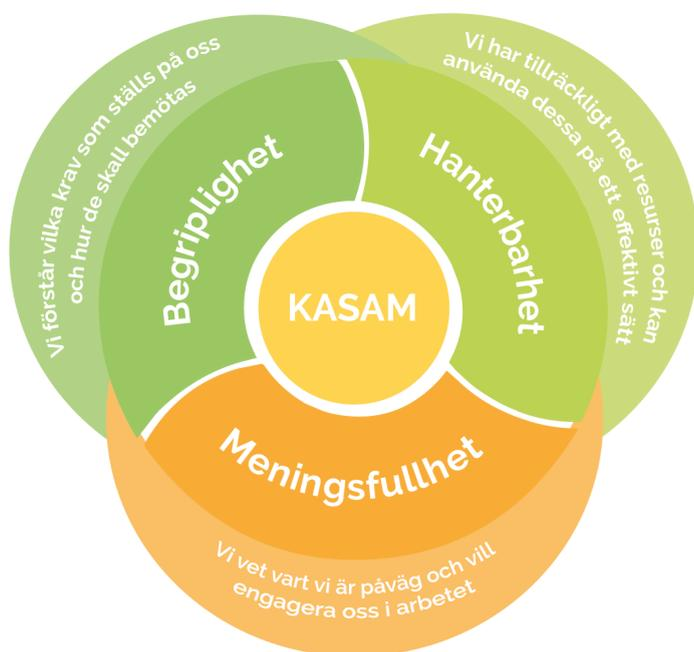 Vi förstår vilka krav som ställs på oss
och hur de skall bemötas
Begriplighet
Vi har tillräckligt med resurser och kan
använda dessa på ett effektivt sätt
Hanterbarhet
KASAM
Meningsfullhet
Vi vet vart vi är påväg och vill
engagera oss i arbetet